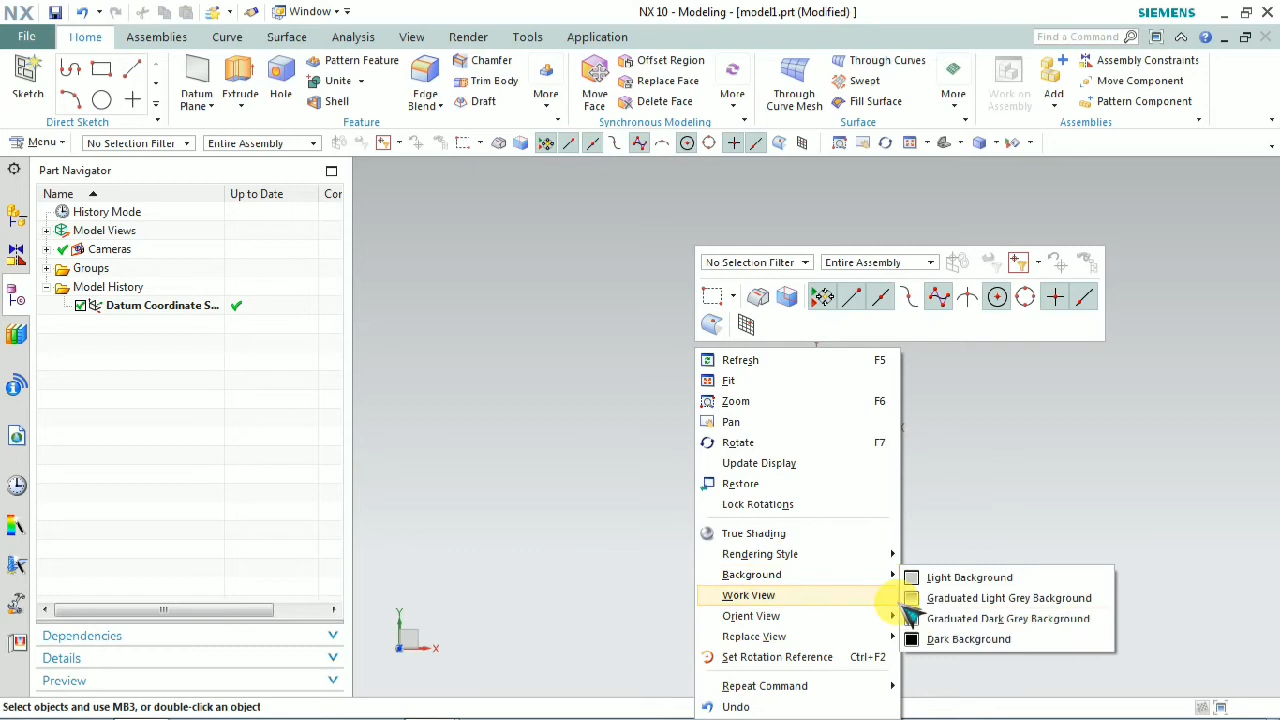 NX Window NX 10 - Modeling - [model1.prt (Modified) ] SIEMENS
File Home Assemblies Curve Surface Analysis View Render Tools Application Find a Command
Sketch
Direct Sketch
Datum Plane
Extrude
Hole
Pattern Feature
Unite
Shell
Edge Blend
Chamfer
Trim Body
Draft
More
Feature
Move Face
Offset Region
Replace Face
Delete Face
More
Synchronous Modeling
Through Curve Mesh
Through Curves
Swept
Fill Surface
More
Surface
Work on Assembly
Add
Assembly Constraints
Move Component
Pattern Component
Assemblies
Menu No Selection Filter Entire Assembly
Part Navigator
Name Up to Date Cor
History Mode
Model Views
Cameras
Groups
Model History
Datum Coordinate S...
Dependencies
Details
Preview
No Selection Filter Entire Assembly
Refresh F5
Fit
Zoom F6
Pan
Rotate F7
Update Display
Restore
Lock Rotations
True Shading
Rendering Style
Background
Work View
Orient View
Replace View
Set Rotation Reference Ctrl+F2
Repeat Command
Undo
Light Background
Graduated Light Grey Background
Graduated Dark Grey Background
Dark Background
Y
X
Select objects and use MB3, or double-click an object